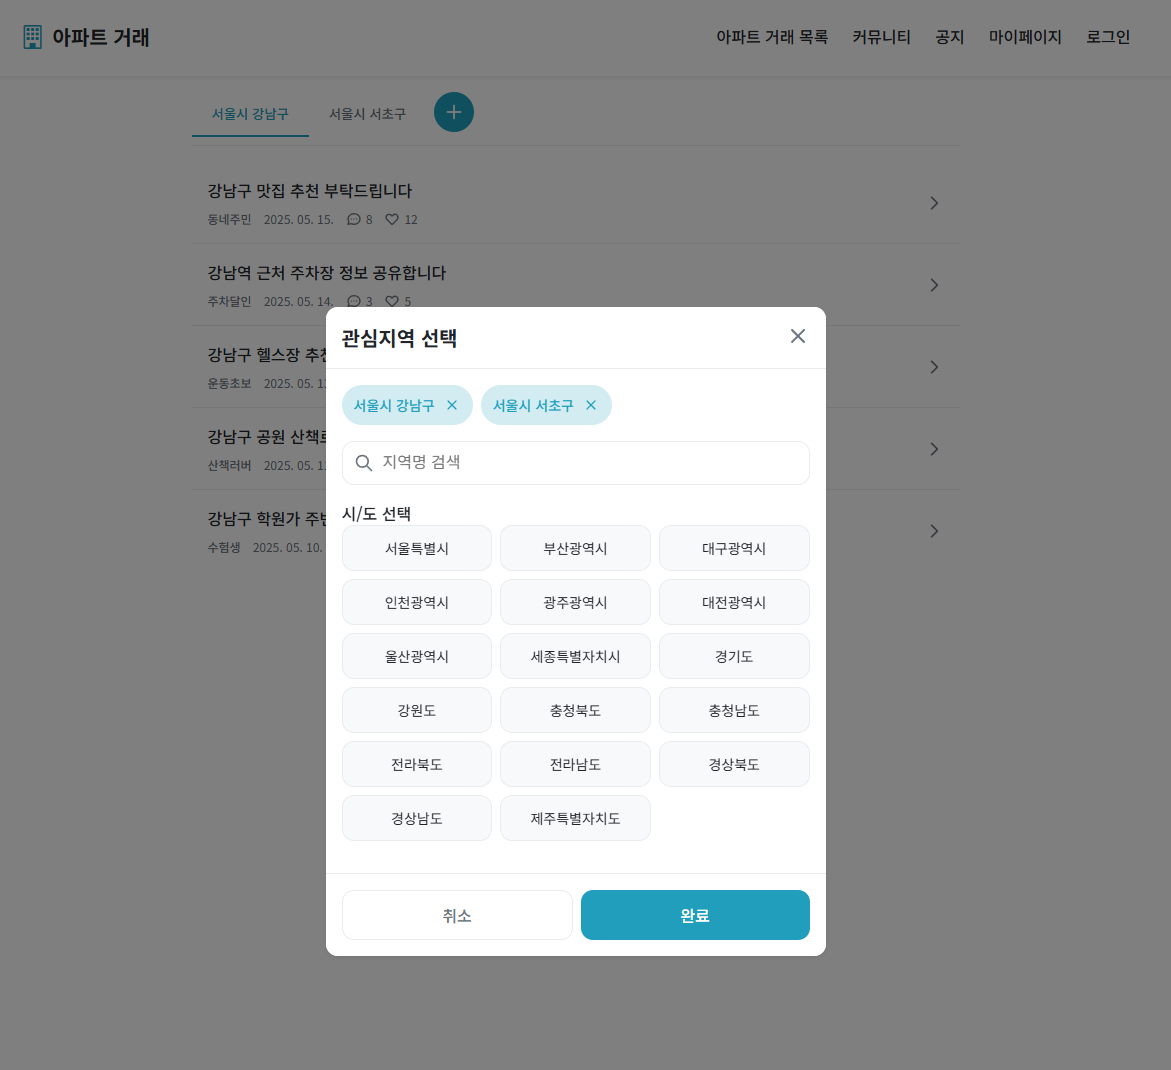 아파트 거래
아파트 거래 목록 커뮤니티 공지 마이페이지 로그인
서울시 강남구 서울시 서초구
강남구 맛집 추천 부탁드립니다
동네주민 2025. 05. 15. 8 12
강남역 근처 주차장 정보 공유합니다
주차달인 2025. 05. 14. 3 5
강남구 헬스장
운동초보 2025. 05.
강남구 공원
산책러버 2025. 05.
강남구 학원가
수험생 2025. 05. 10.
관심지역 선택
서울시 강남구 서울시 서초구
지역명 검색
시/도 선택
서울특별시 부산광역시 대구광역시
인천광역시 광주광역시 대전광역시
울산광역시 세종특별자치시 경기도
강원도 충청북도 충청남도
전라북도 전라남도 경상북도
경상남도 제주특별자치도
취소 완료